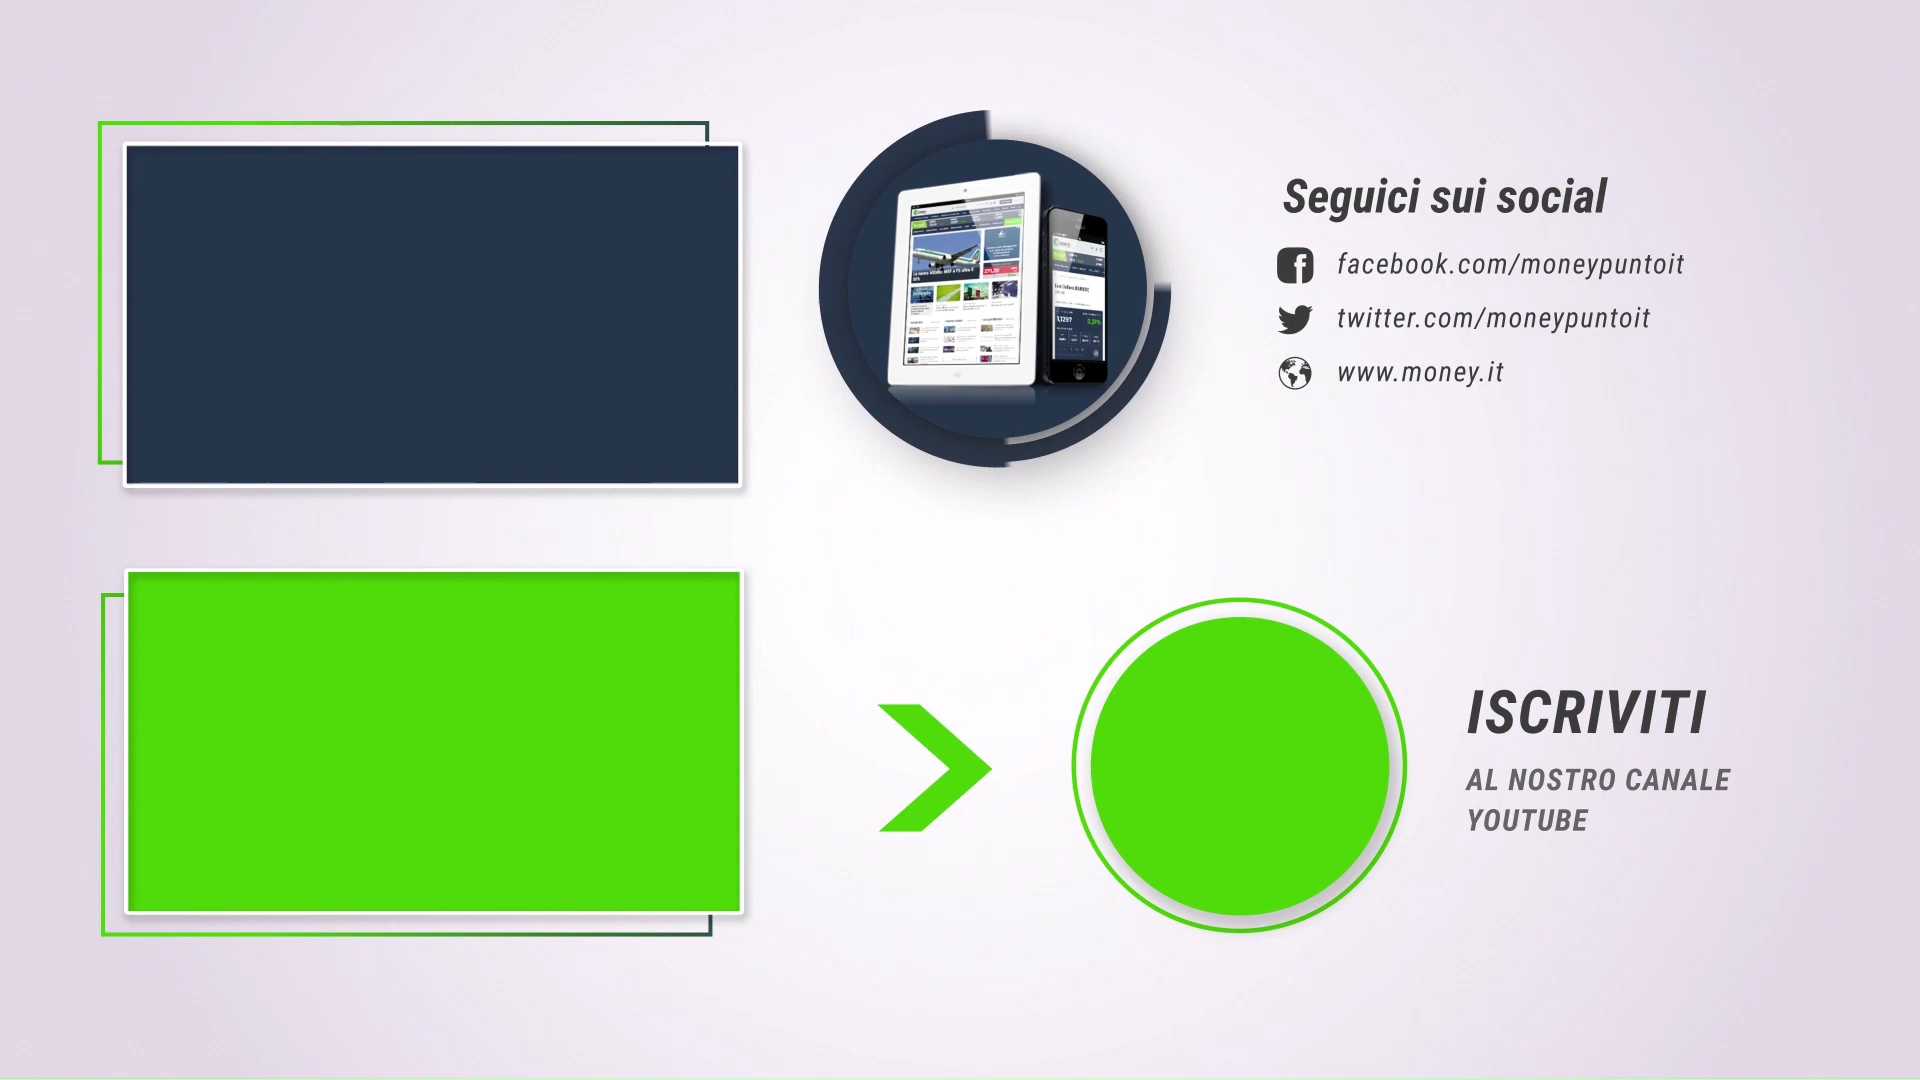 Seguici sui social
facebook.com/moneypuntoit
twitter.com/moneypuntoit
www.money.it
ISCRIVITI
AL NOSTRO CANALE
YOUTUBE